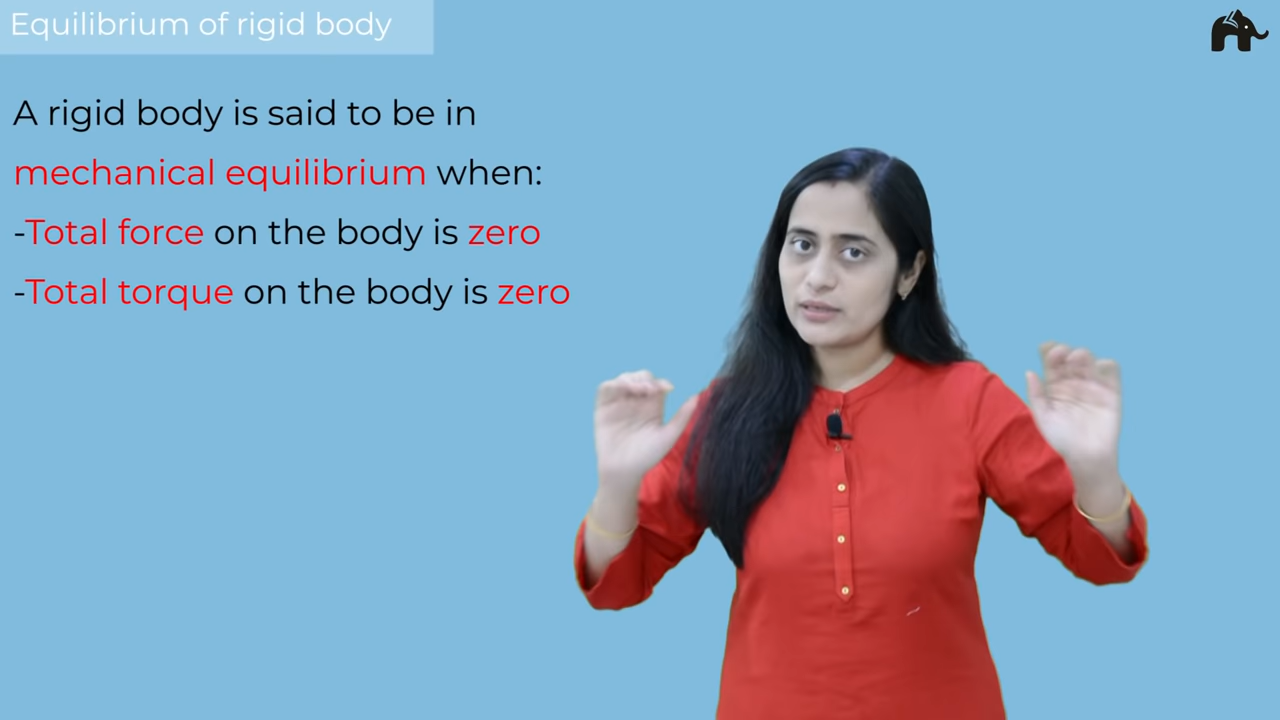 Equilibrium of rigid body
A rigid body is said to be in
mechanical equilibrium when:
-Total force on the body is zero
-Total torque on the body is zero